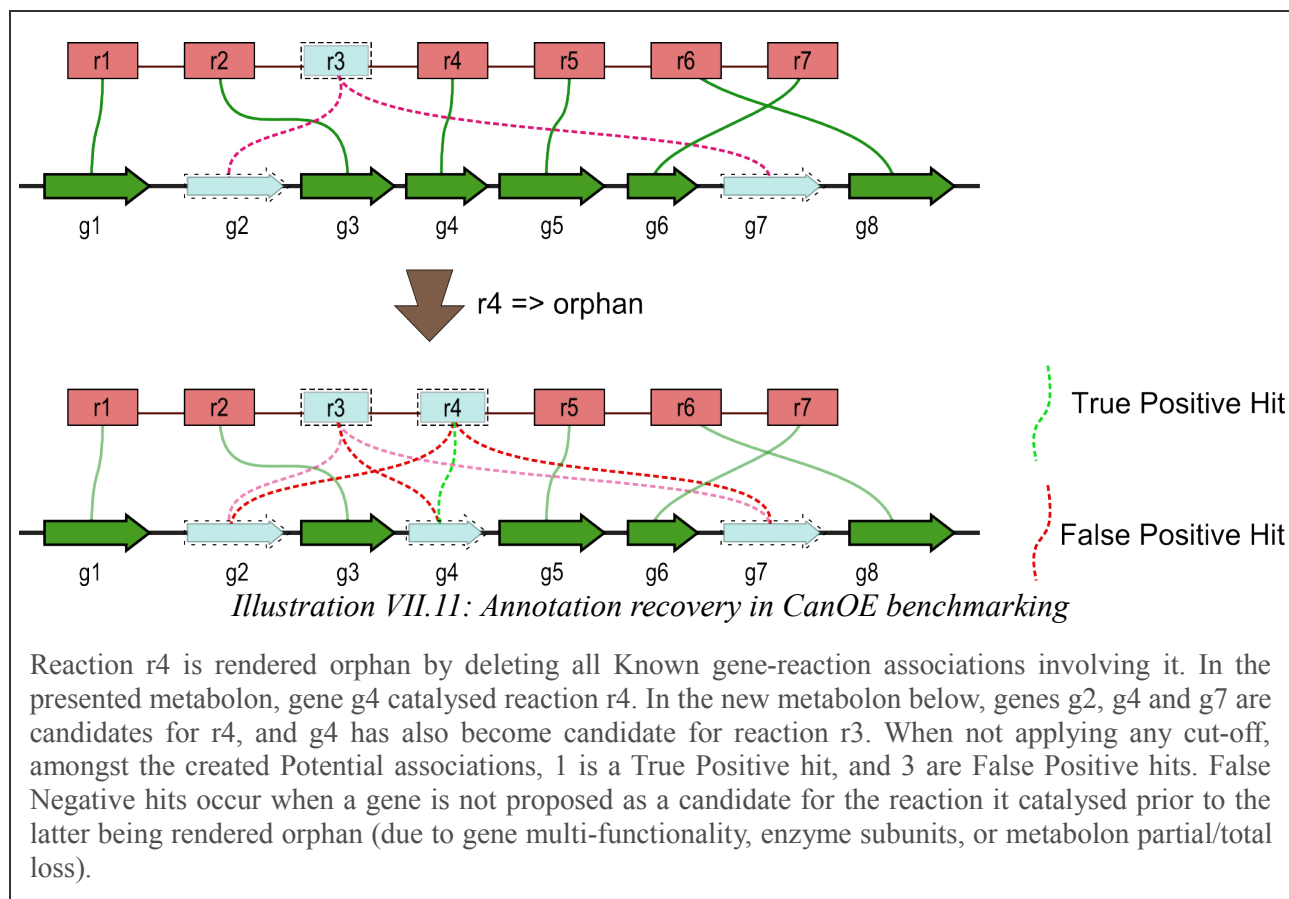 r1 r2 r3 r4 r5 r6 r7
g1 g2 g3 g4 g5 g6 g7 g8
r4 => orphan
r1 r2 r3 r4 r5 r6 r7
True Positive Hit
False Positive Hit
g1 g2 g3 g4 g5 g6 g7 g8
Illustration VII.11: Annotation recovery in CanOE benchmarking
Reaction r4 is rendered orphan by deleting all Known gene-reaction associations involving it. In the
presented metabolon, gene g4 catalysed reaction r4. In the new metabolon below, genes g2, g4 and g7 are
candidates for r4, and g4 has also become candidate for reaction r3. When not applying any cut-off,
amongst the created Potential associations, 1 is a True Positive hit, and 3 are False Positive hits. False
Negative hits occur when a gene is not proposed as a candidate for the reaction it catalysed prior to the
latter being rendered orphan (due to gene multi-functionality, enzyme subunits, or metabolon partial/total
loss).